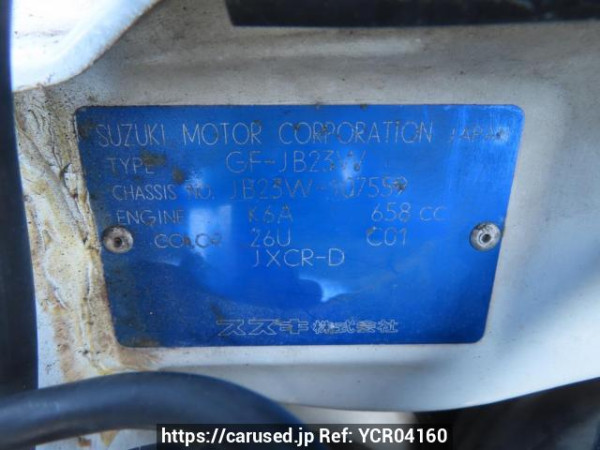 SUZUKI MOTOR CORPORATION JAPAN
TYPE GF-JB23W
CHASSIS NO. JB23W-107559
ENGINE K6A 658 CC
COLOR 26U C01
JXCR-D
スズキ株式会社
https://carused.jp Ref: YCR04160